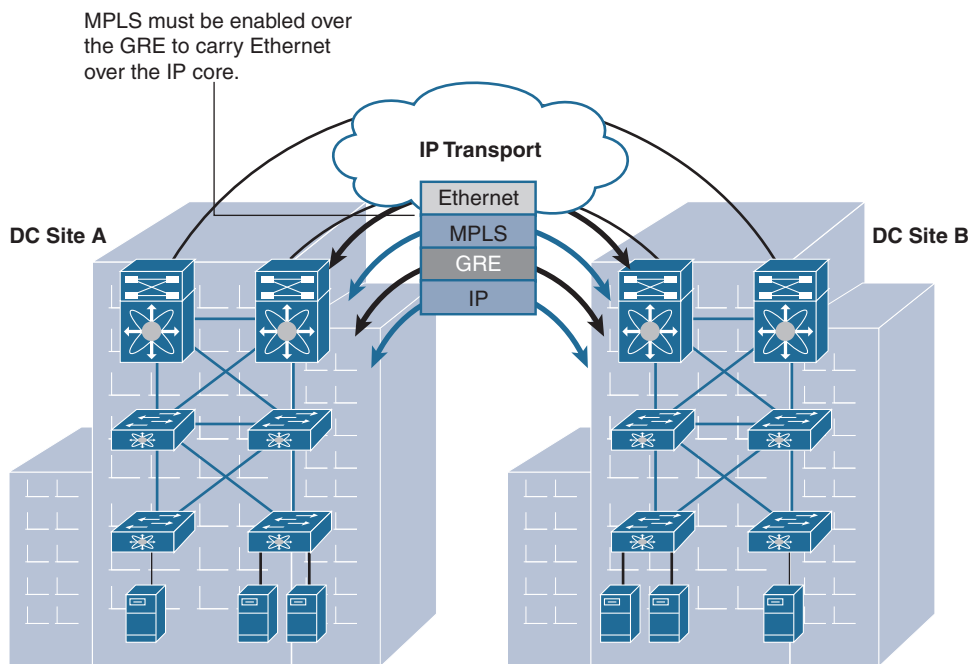 MPLS must be enabled over
the GRE to carry Ethernet
over the IP core.
IP Transport
Ethernet
MPLS
GRE
IP
DC Site A
DC Site B